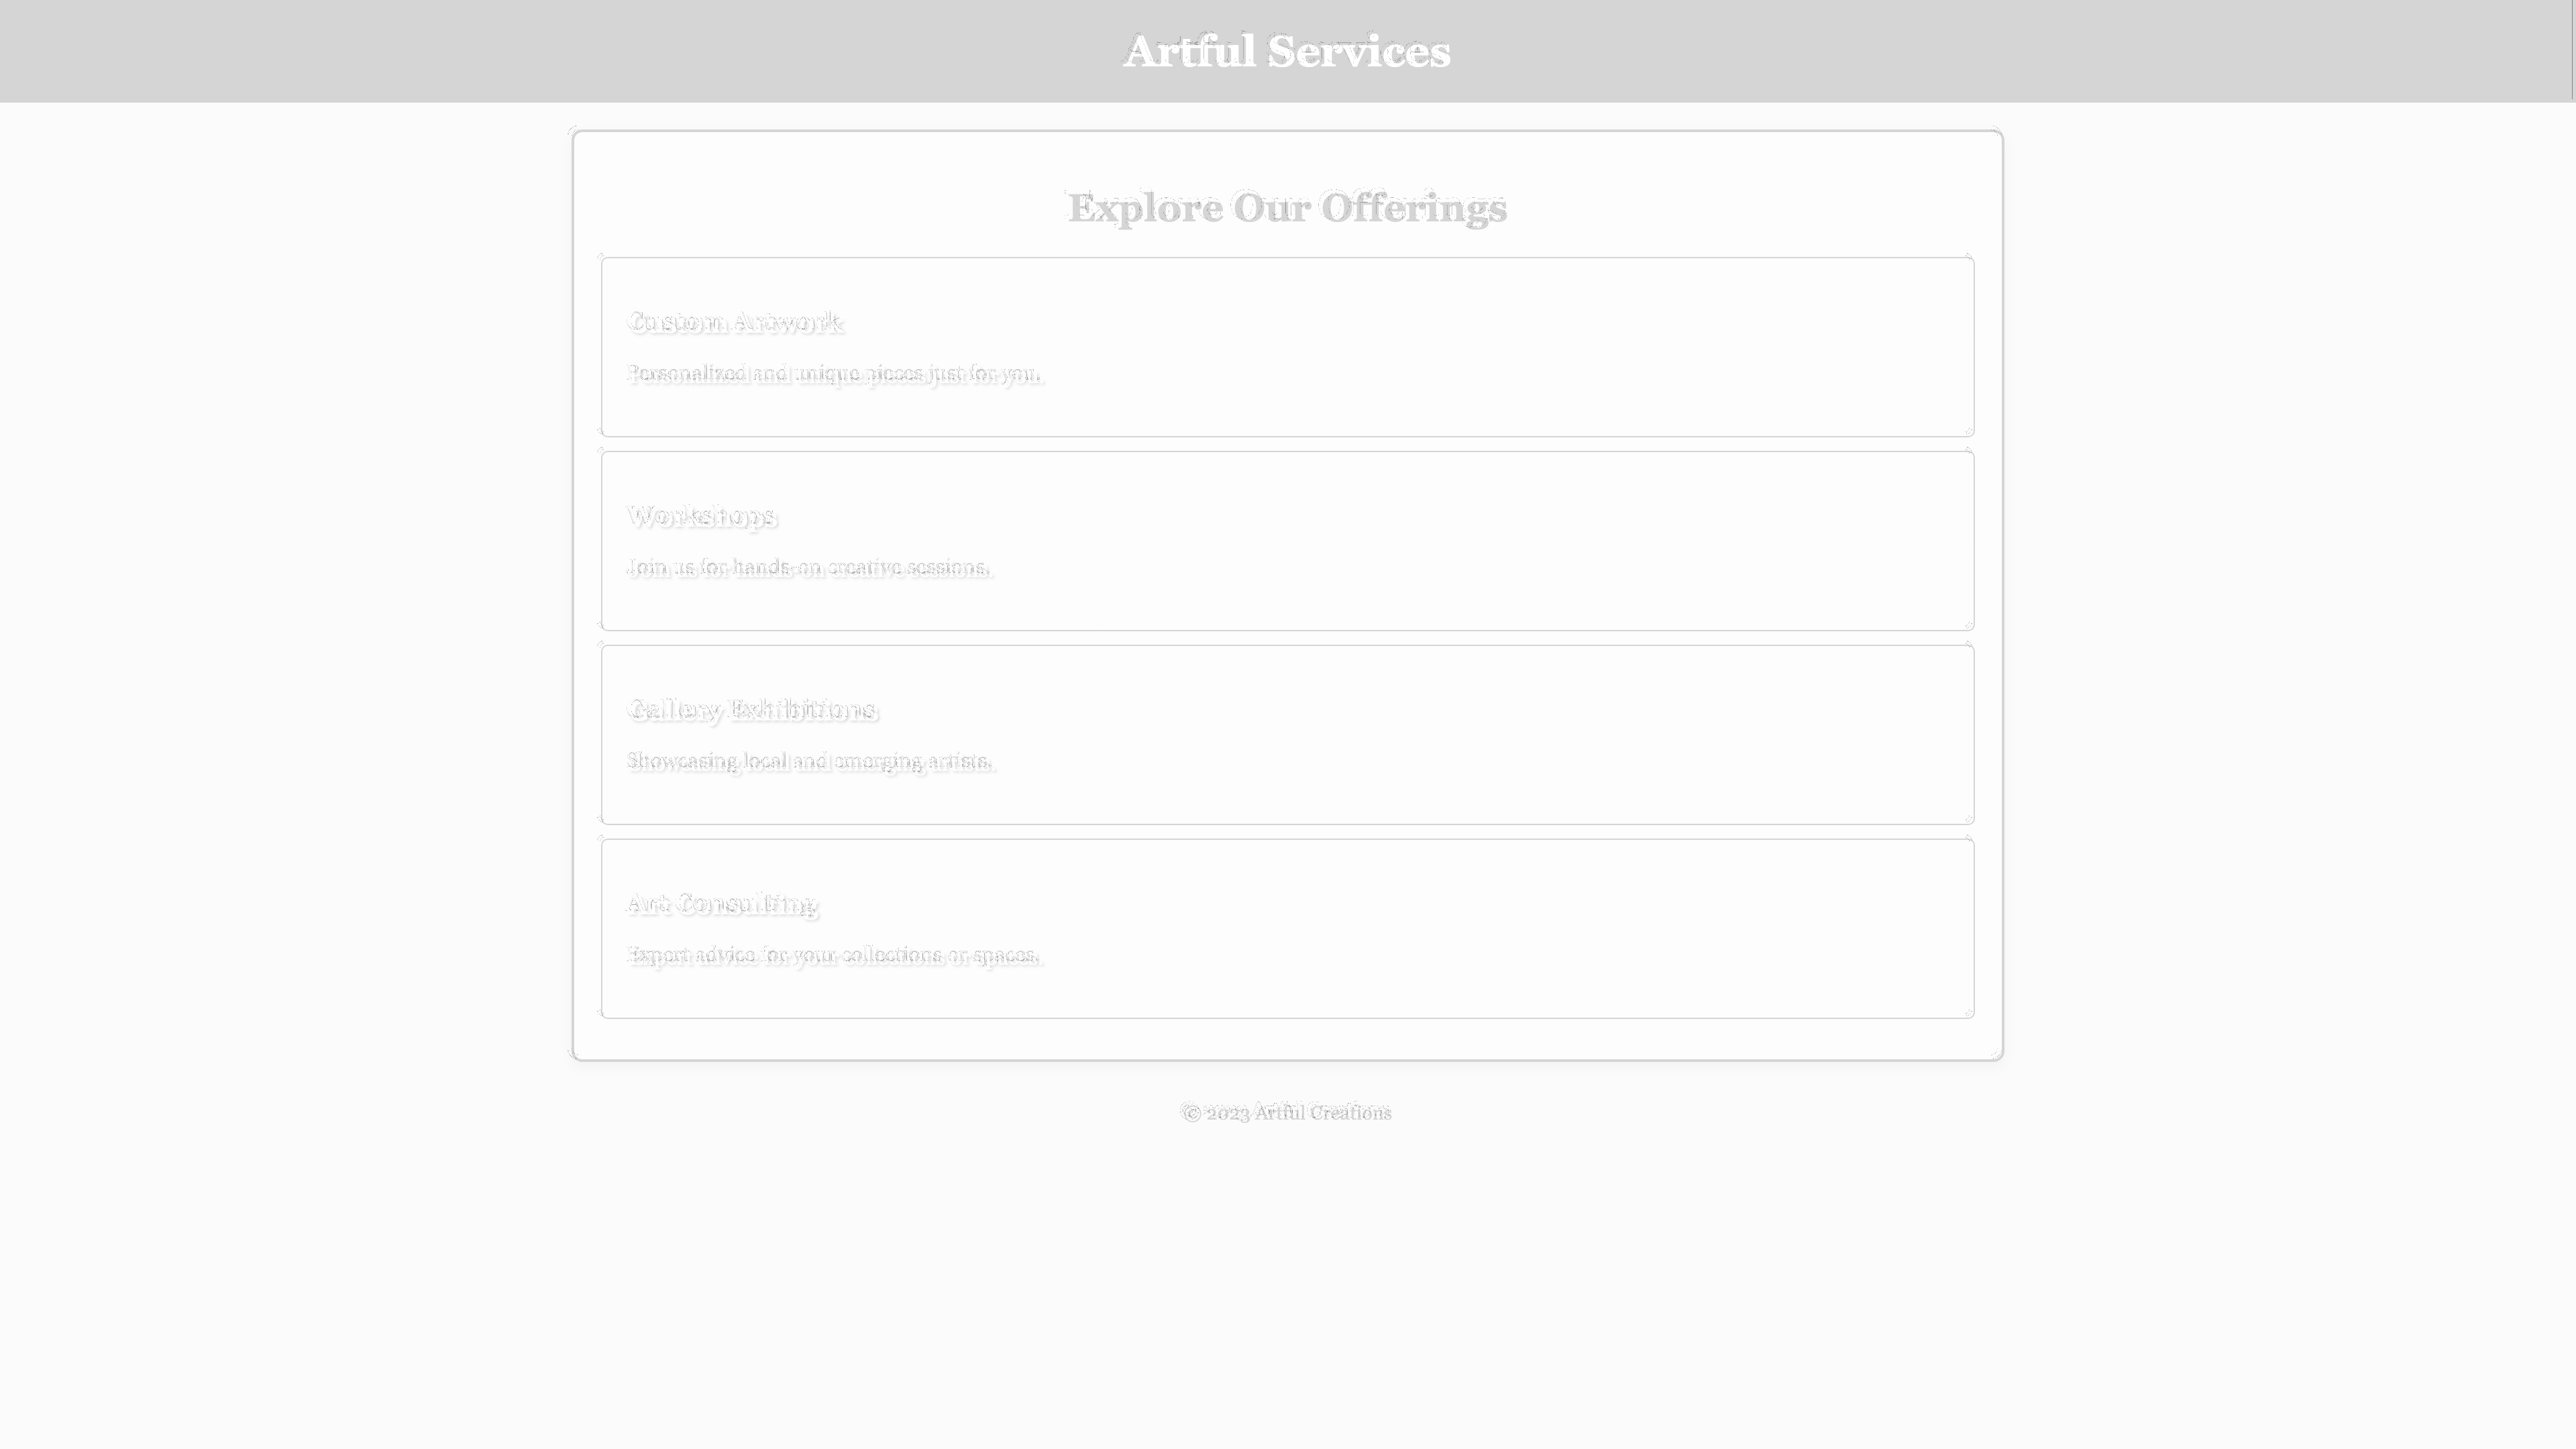 Artful Services
Explore Our Offerings
Custom Artwork
Personalized and unique pieces just for you.
Workshops
Join us for hands-on creative sessions.
Gallery Exhibitions
Showcasing local and emerging artists.
Art Consulting
Expert advice for your collections or spaces.
© 2023 Artful Creations